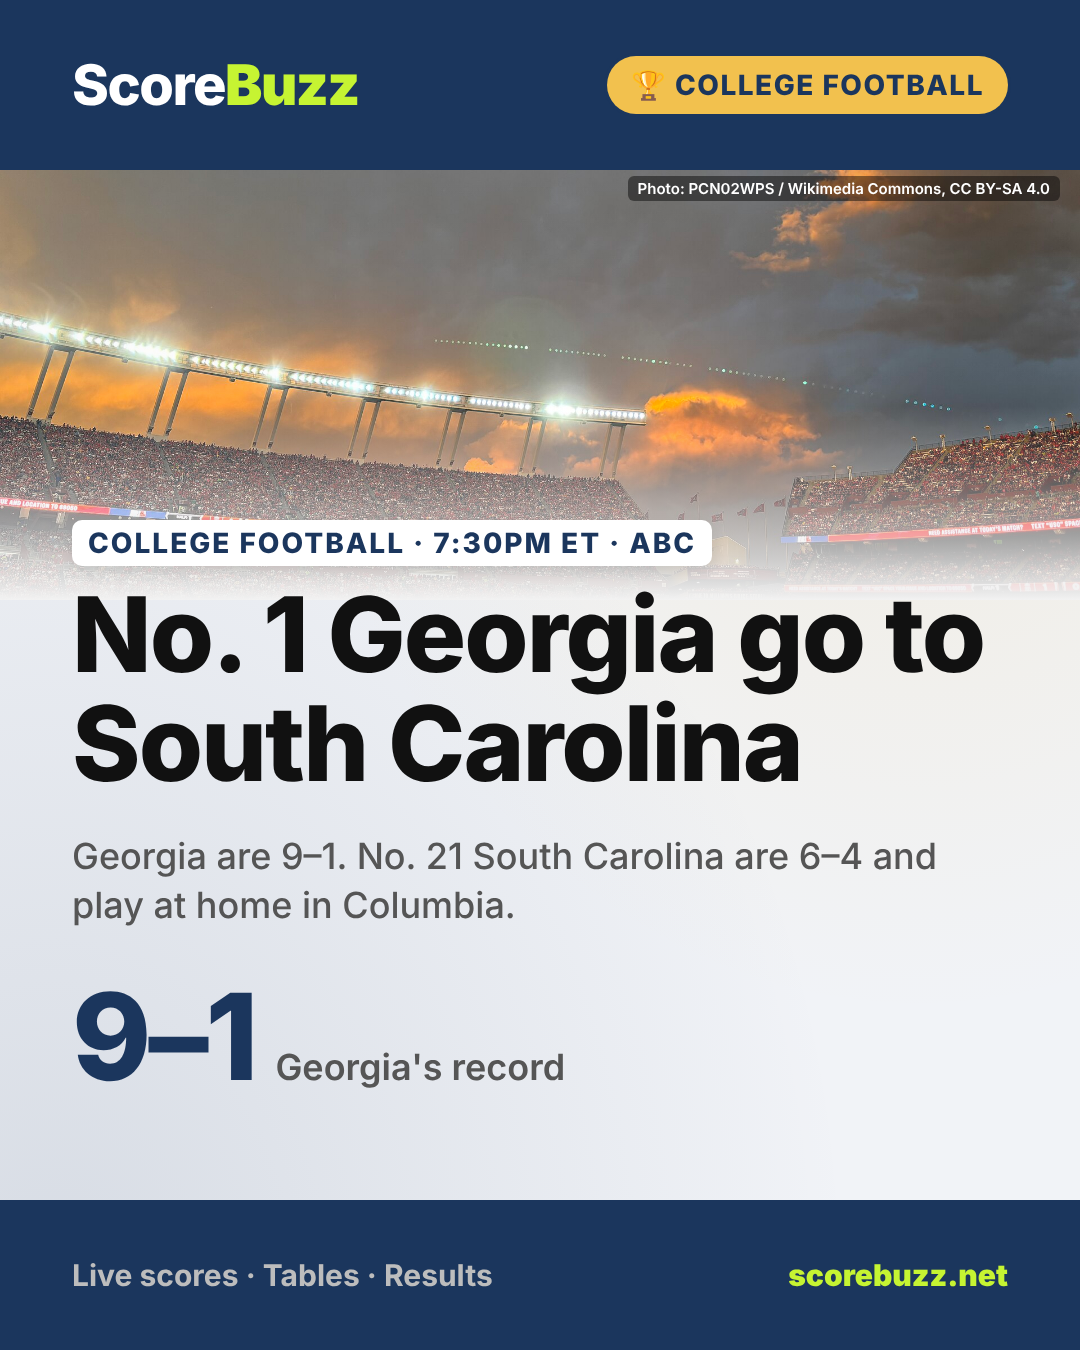 ScoreBuzz
🏆 COLLEGE FOOTBALL
Photo: PCN02WPS / Wikimedia Commons, CC BY-SA 4.0
COLLEGE FOOTBALL · 7:30PM ET · ABC
No. 1 Georgia go to
South Carolina
Georgia are 9–1. No. 21 South Carolina are 6–4 and
play at home in Columbia.
9–1 Georgia's record
Live scores · Tables · Results
scorebuzz.net